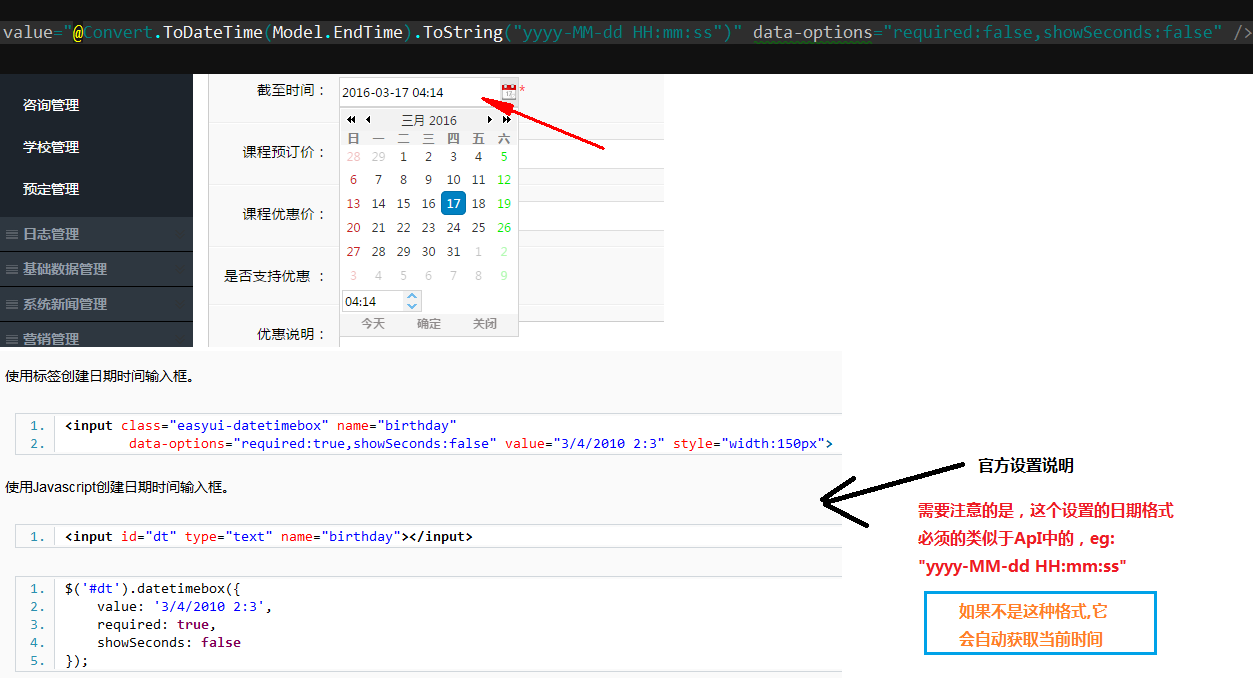 value="@Convert.ToDateTime(Model.EndTime).ToString("yyyy-MM-dd HH:mm:ss")" data-options="required:false,showSeconds:false" />
咨询管理
学校管理
预定管理
日志管理
基础数据管理
系统新闻管理
营销管理
截至时间：
2016-03-17 04:14
*
课程预订价：
课程优惠价：
是否支持优惠 ：
优惠说明：
三月 2016
日 一 二 三 四 五 六
28 29 1 2 3 4 5
6 7 8 9 10 11 12
13 14 15 16 17 18 19
20 21 22 23 24 25 26
27 28 29 30 31 1 2
3 4 5 6 7 8 9
04:14
今天 确定 关闭
使用标签创建日期时间输入框。
1. <input class="easyui-datetimebox" name="birthday"
2. data-options="required:true,showSeconds:false" value="3/4/2010 2:3" style="width:150px">
使用Javascript创建日期时间输入框。
1. <input id="dt" type="text" name="birthday"></input>
1. $('#dt').datetimebox({
2. value: '3/4/2010 2:3',
3. required: true,
4. showSeconds: false
5. });
官方设置说明
需要注意的是，这个设置的日期格式
必须的类似于ApI中的，eg:
"yyyy-MM-dd HH:mm:ss"
如果不是这种格式,它
会自动获取当前时间